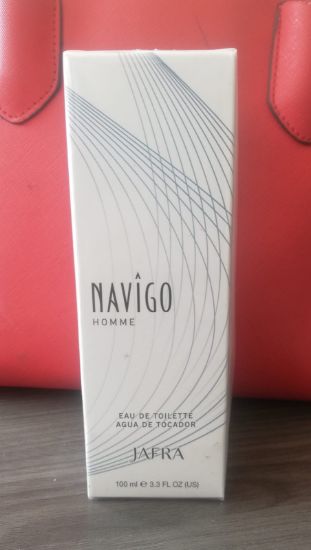 NAVÎGO
HOMME
EAU DE TOILETTE
AGUA DE TOCADOR
JAFRA
100 ml ℮ 3.3 FL OZ (US)